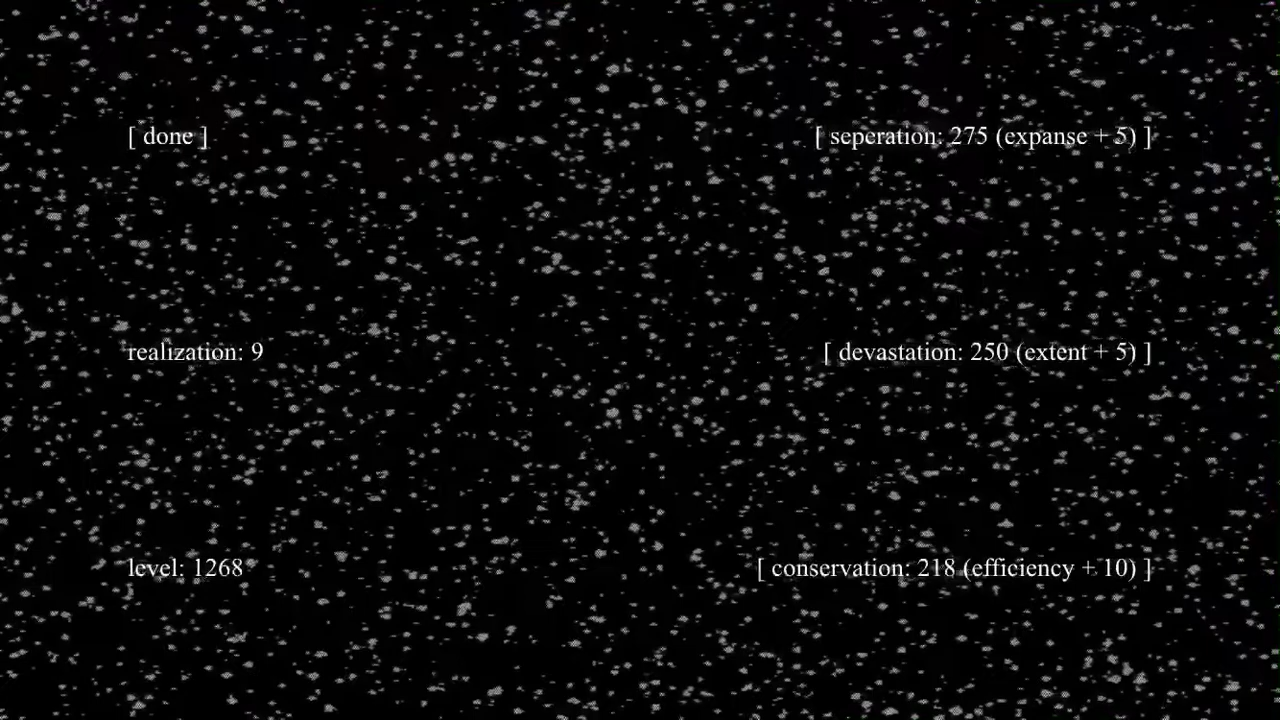 [ done ]
[ seperation: 275 (expanse + 5) ]
realization: 9
[ devastation: 250 (extent + 5) ]
level: 1268
[ conservation: 218 (efficiency + 10) ]